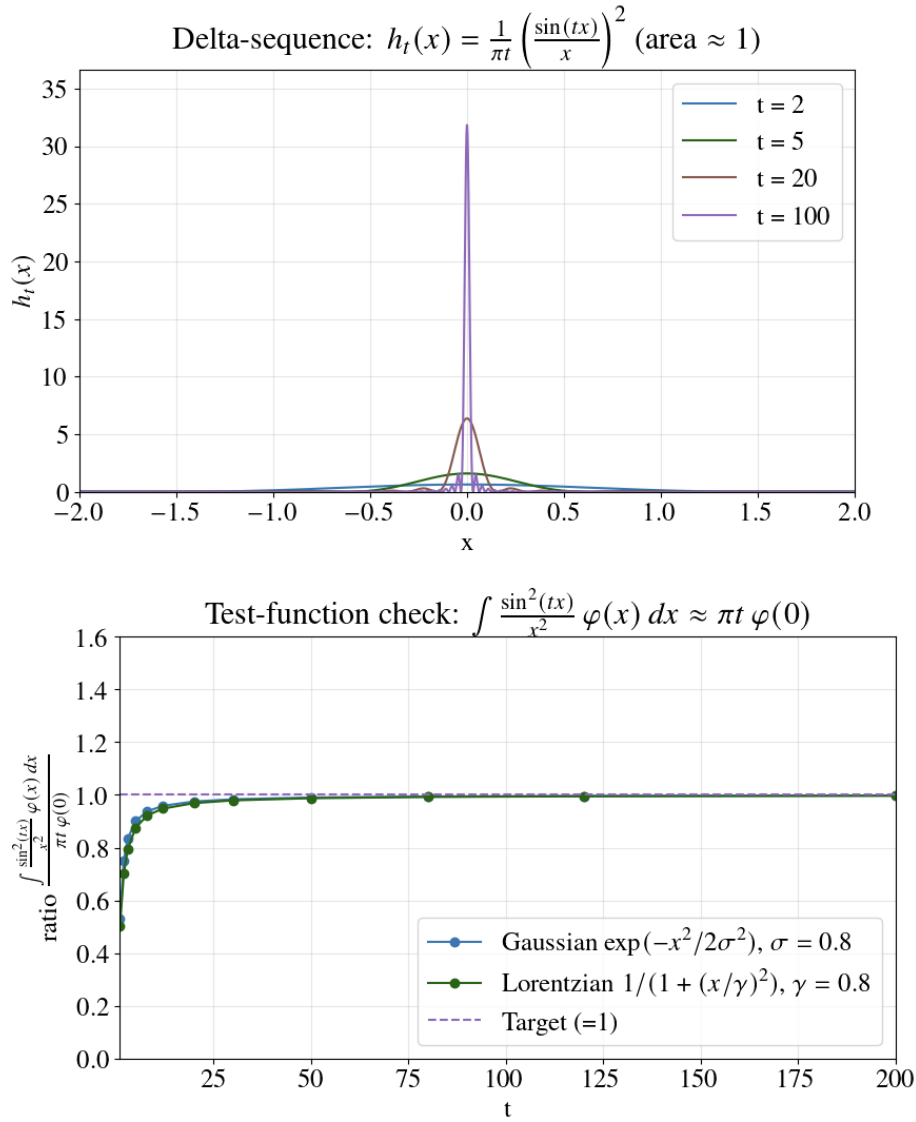 Delta-sequence: $h_t(x) = \frac{1}{\pi t} \left( \frac{\sin(tx)}{x} \right)^2$ (area ≈ 1)
35
30
25
20
15
10
5
0
h_t(x)
t = 2
t = 5
t = 20
t = 100
−2.0 −1.5 −1.0 −0.5 0.0 0.5 1.0 1.5 2.0
x
Test-function check: $\int \frac{\sin^2(tx)}{x^2} \varphi(x) \, dx \approx \pi t \, \varphi(0)$
1.6
1.4
1.2
1.0
0.8
0.6
0.4
0.2
0.0
ratio $\frac{\int \frac{\sin^2(tx)}{x^2} \varphi(x) \, dx}{\pi t \, \varphi(0)}$
Gaussian exp(−x²/2σ²), σ = 0.8
Lorentzian 1/(1 + (x/γ)²), γ = 0.8
Target (=1)
25 50 75 100 125 150 175 200
t